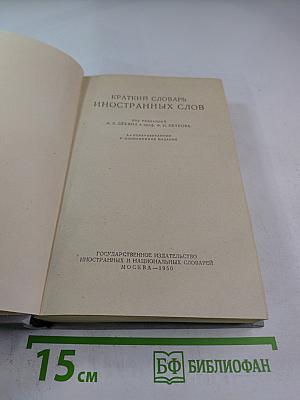 КРАТКИЙ СЛОВАРЬ
ИНОСТРАННЫХ СЛОВ
Под редакцией
и проф. Ф. Н. ПЕТРОВА
ГОСУДАРСТВЕННОЕ ИЗДАТЕЛЬСТВО
ИНОСТРАННЫХ И НАЦИОНАЛЬНЫХ СЛОВАРЕЙ
МОСКВА—1950
15 см
БФ БИБЛИОФАН